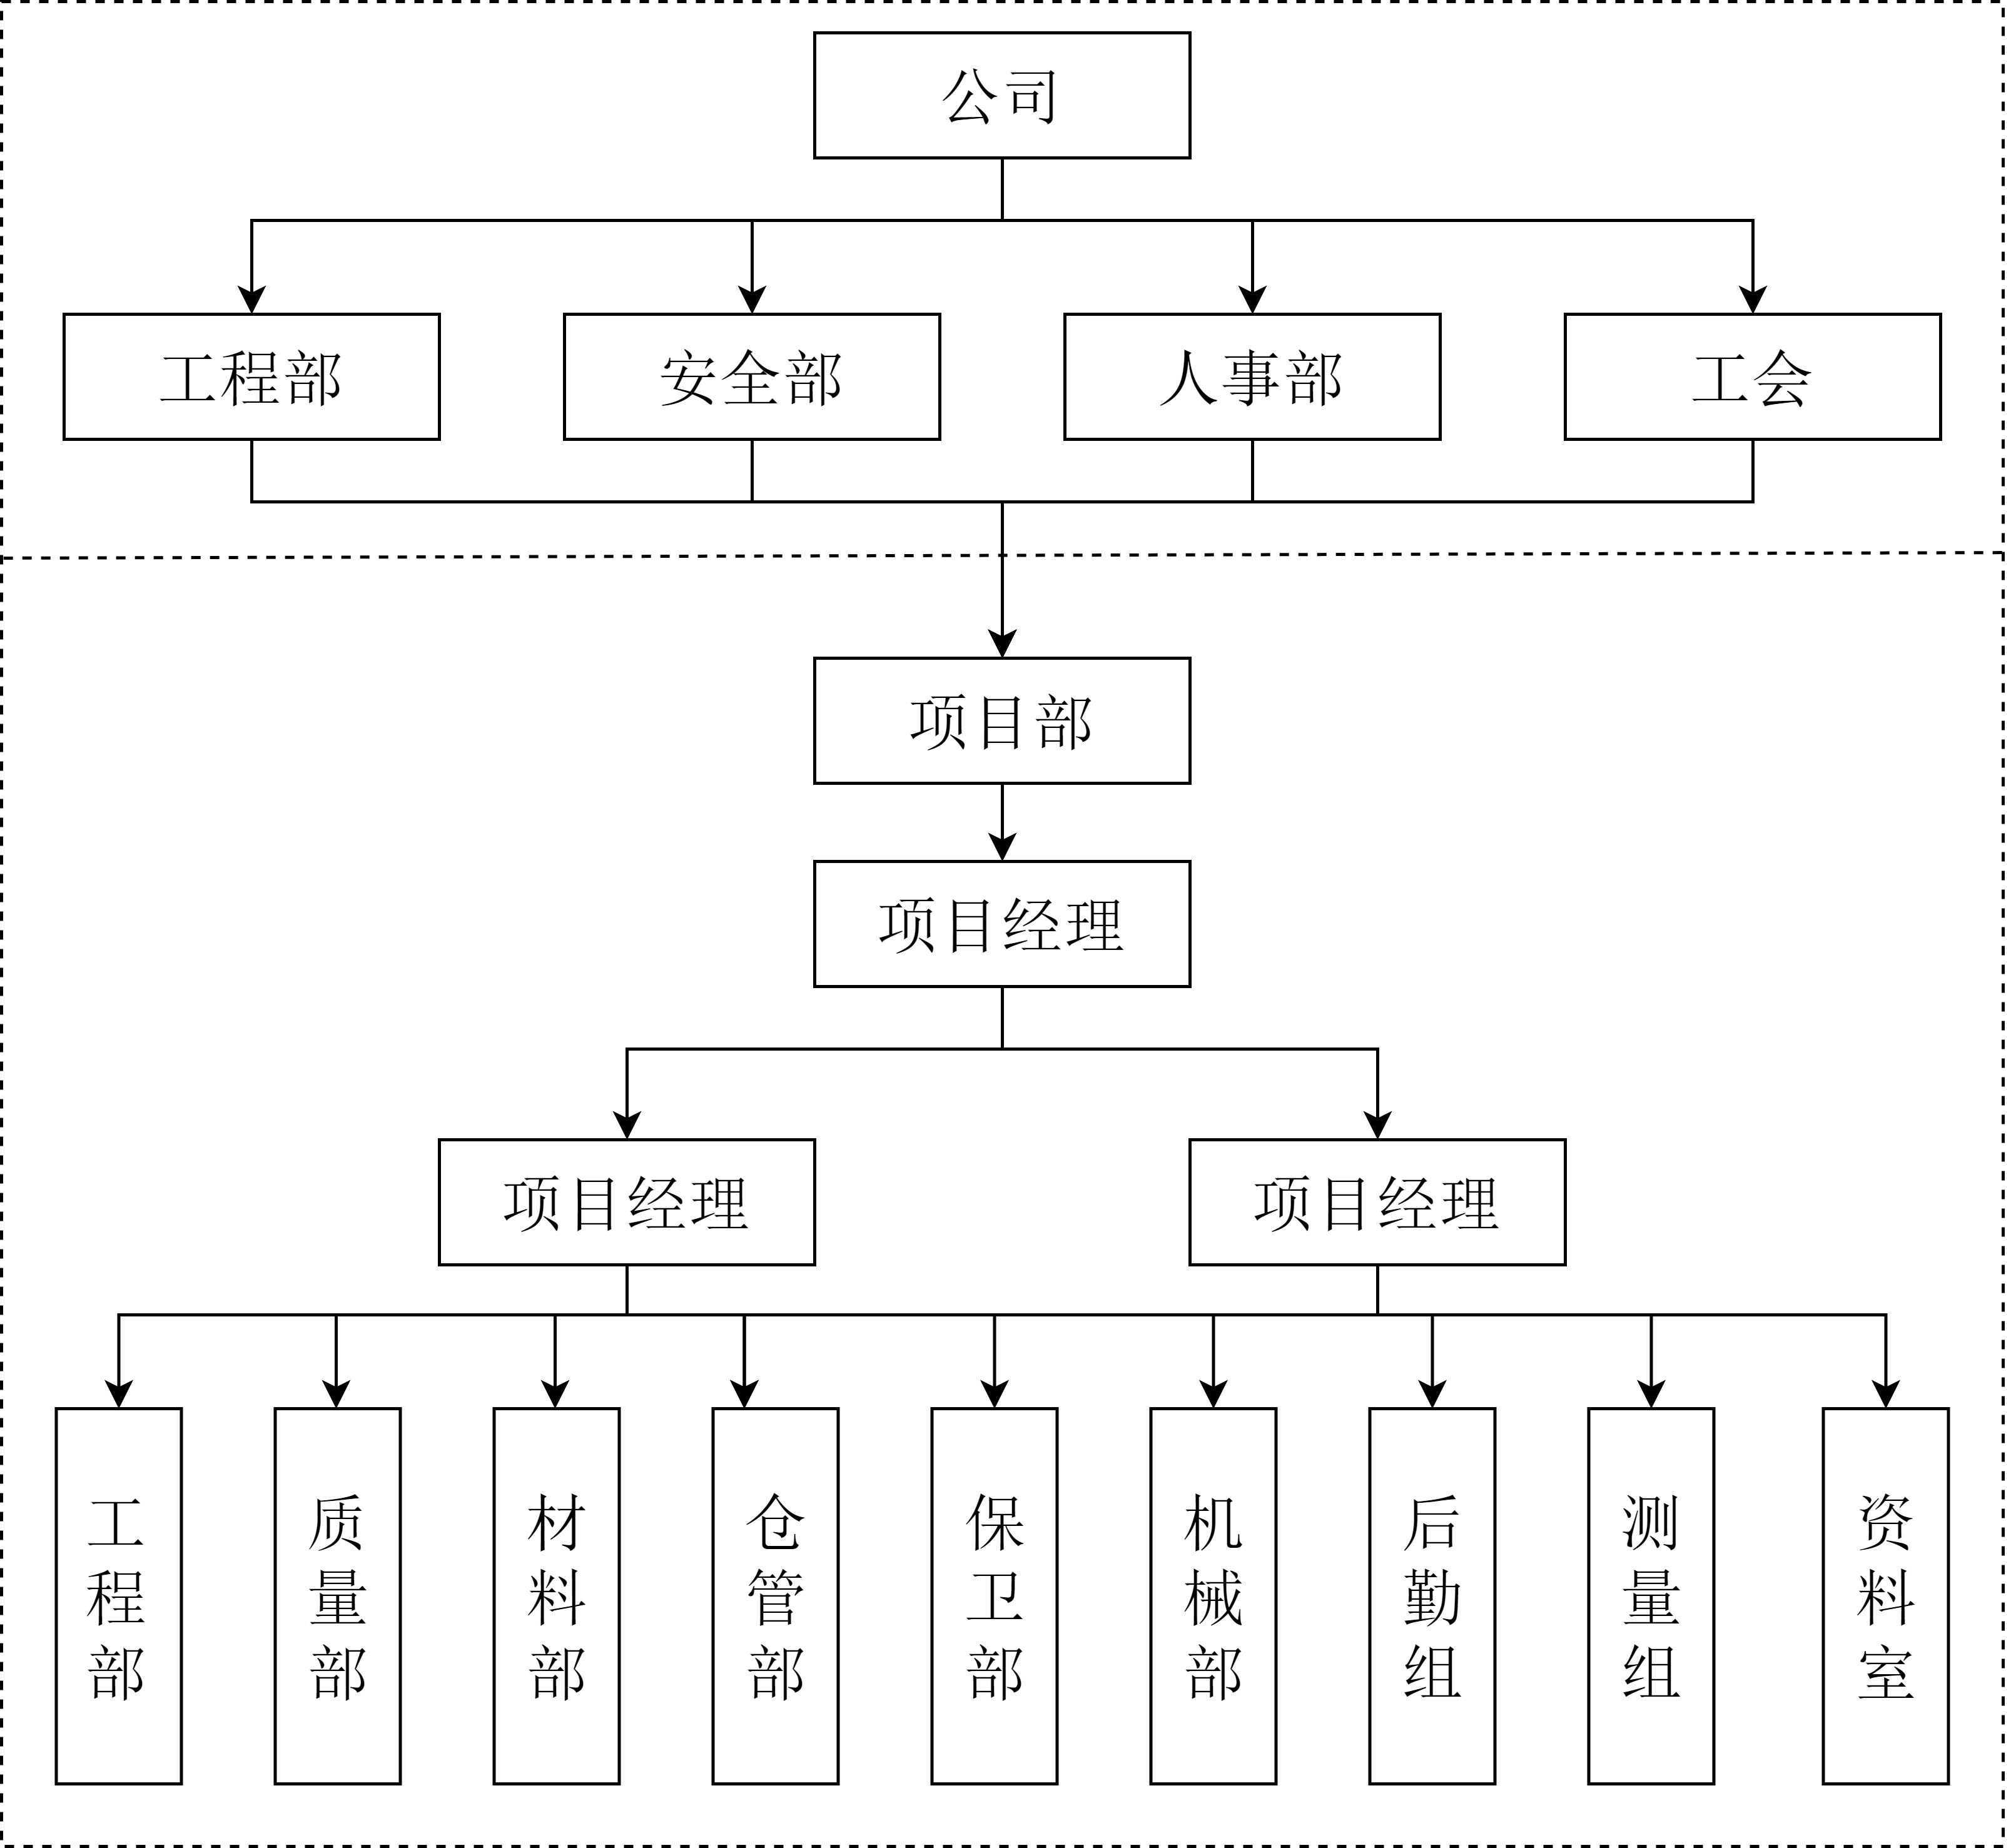 公司
工程部
安全部
人事部
工会
项目部
项目经理
项目经理
项目经理
工程部
质量部
材料部
仓管部
保卫部
机械部
后勤组
测量组
资料室